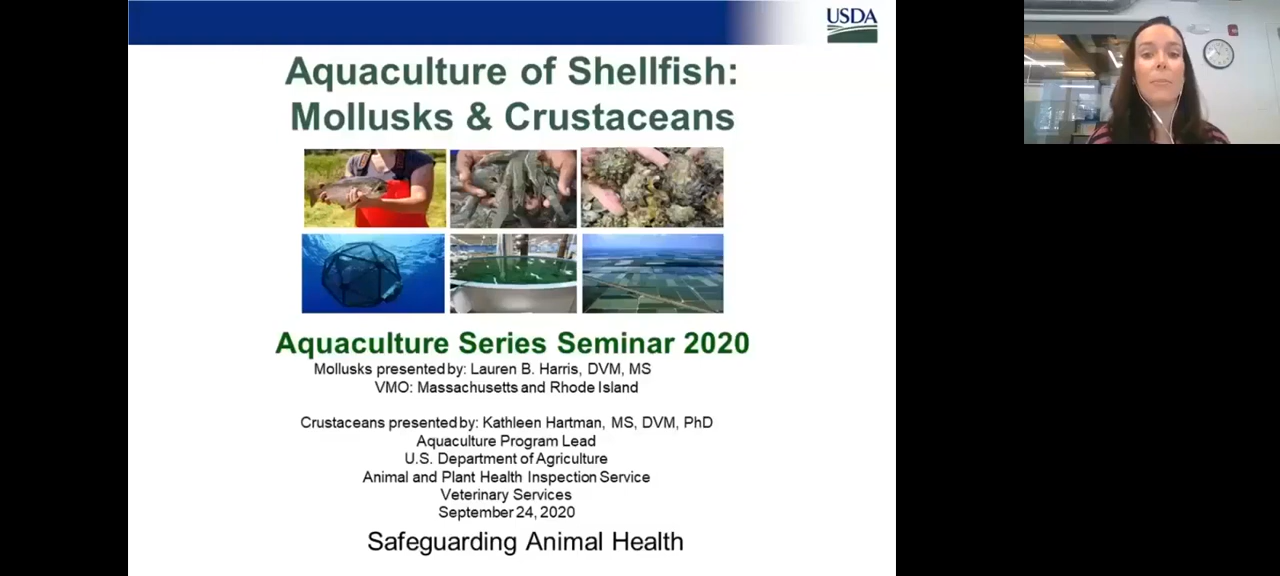 USDA
Aquaculture of Shellfish:
Mollusks & Crustaceans
Aquaculture Series Seminar 2020
Mollusks presented by: Lauren B. Harris, DVM, MS
VMO: Massachusetts and Rhode Island
Crustaceans presented by: Kathleen Hartman, MS, DVM, PhD
Aquaculture Program Lead
U.S. Department of Agriculture
Animal and Plant Health Inspection Service
Veterinary Services
September 24, 2020
Safeguarding Animal Health